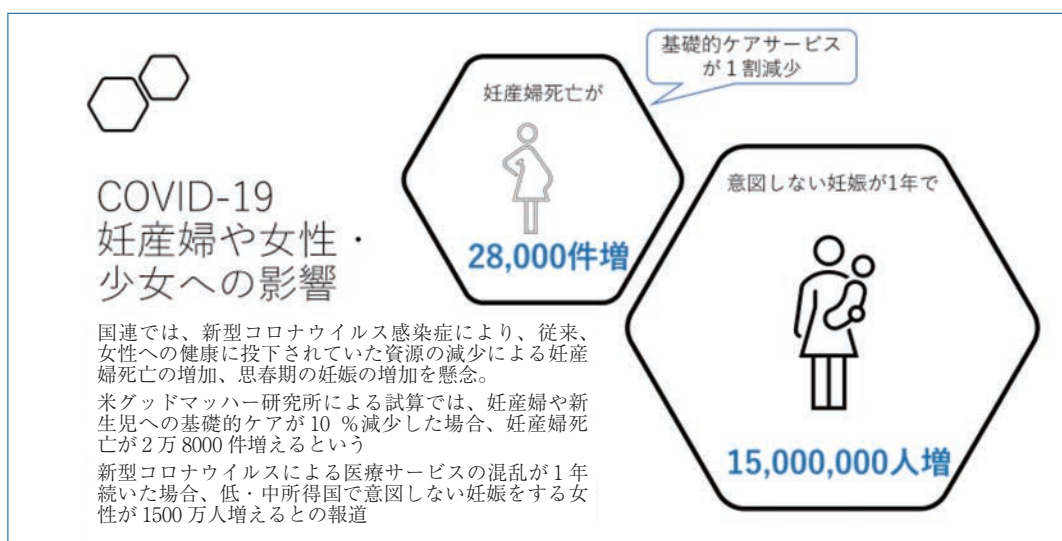 COVID-19
妊産婦や女性・
少女への影響
国連では、新型コロナウイルス感染症により、従来、
女性への健康に投下されていた資源の減少による妊産
婦死亡の増加、思春期の妊娠の増加を懸念。
米グッドマッハー研究所による試算では、妊産婦や新
生児への基礎的ケアが 10 %減少した場合、妊産婦死
亡が2万 8000 件増えるという
新型コロナウイルスによる医療サービスの混乱が1年
続いた場合、低・中所得国で意図しない妊娠をする女
性が 1500 万人増えるとの報道
基礎的ケアサービス
が1割減少
妊産婦死亡が
28,000件増
意図しない妊娠が1年で
15,000,000人増